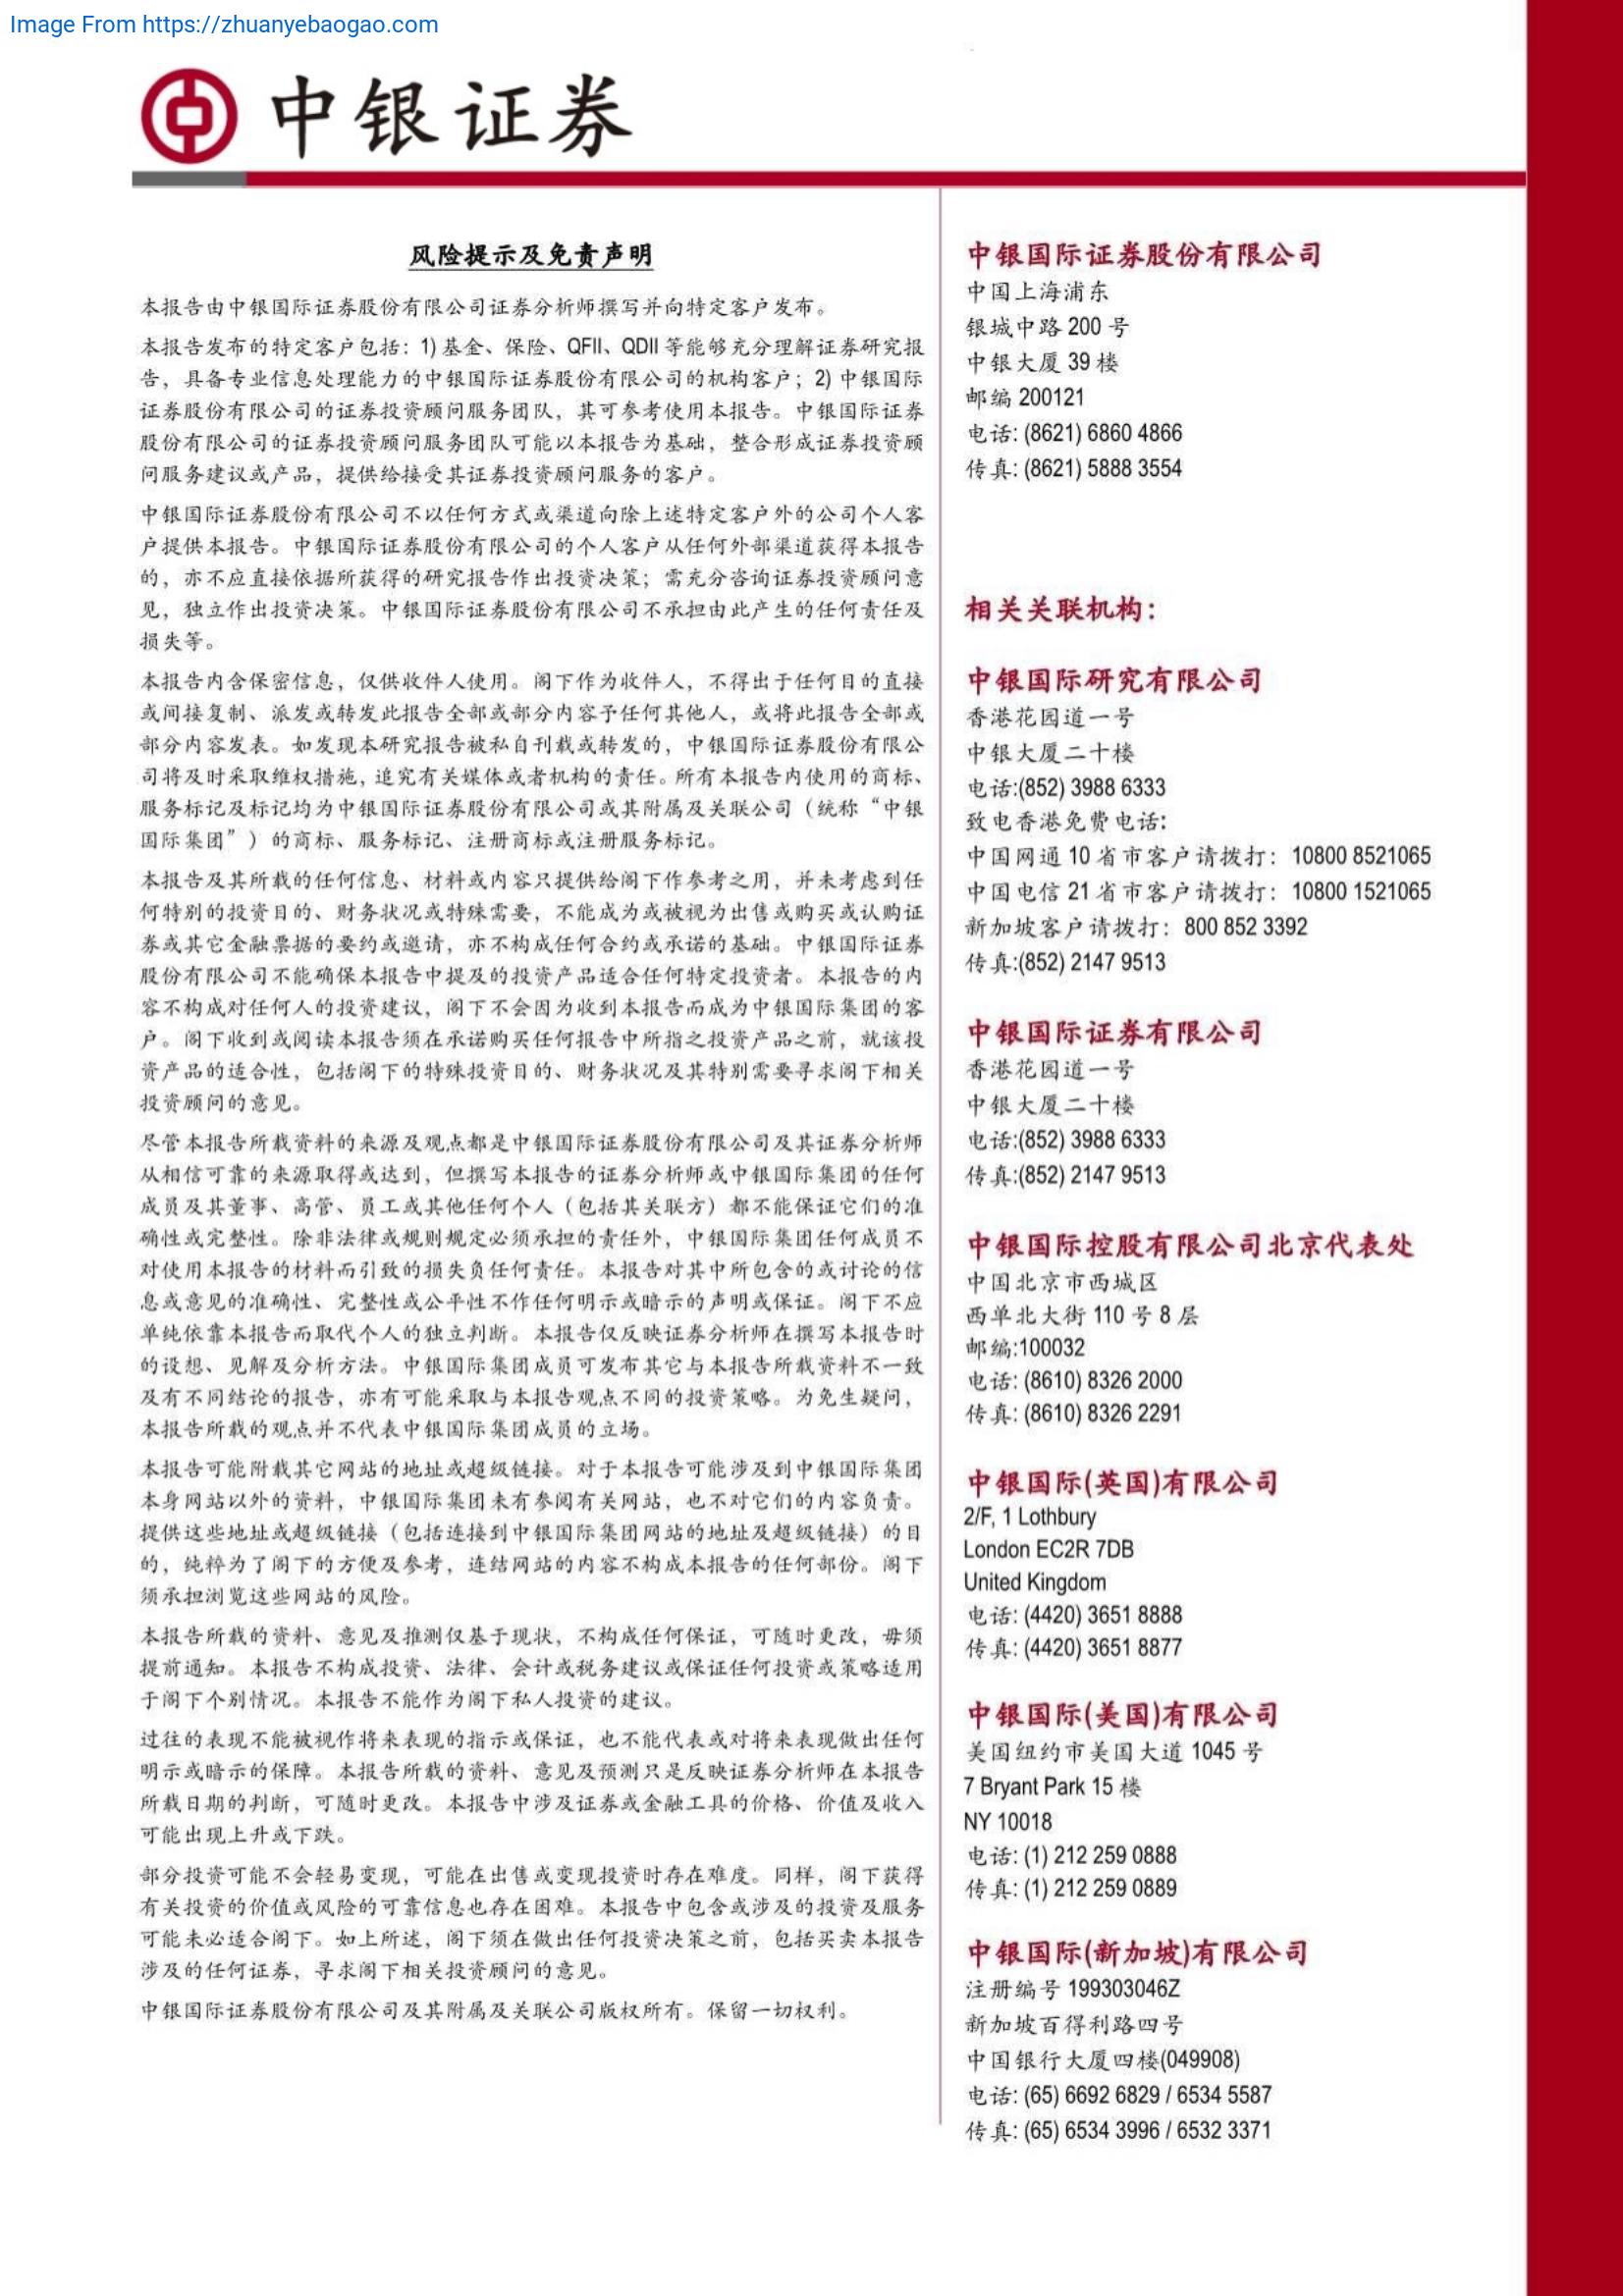 Image From https://zhuanyebaogao.com
中银证券
风险提示及免责声明
本报告由中银国际证券股份有限公司证券分析师撰写并向特定客户发布。
本报告发布的特定客户包括：1) 基金、保险、QFII、QDII 等能够充分理解证券研究报
告，具备专业信息处理能力的中银国际证券股份有限公司的机构客户；2) 中银国际
证券股份有限公司的证券投资顾问服务团队，其可参考使用本报告。中银国际证券
股份有限公司的证券投资顾问服务团队可能以本报告为基础，整合形成证券投资顾
问服务建议或产品，提供给接受其证券投资顾问服务的客户。
中银国际证券股份有限公司不以任何方式或渠道向除上述特定客户外的公司个人客
户提供本报告。中银国际证券股份有限公司的个人客户从任何外部渠道获得本报告
的，亦不应直接依据所获得的研究报告作出投资决策；需充分咨询证券投资顾问意
见，独立作出投资决策。中银国际证券股份有限公司不承担由此产生的任何责任及
损失等。
本报告内含保密信息，仅供收件人使用。阁下作为收件人，不得出于任何目的直接
或间接复制、派发或转发此报告全部或部分内容予任何其他人，或将此报告全部或
部分内容发表。如发现本研究报告被私自刊载或转发的，中银国际证券股份有限公
司将及时采取维权措施，追究有关媒体或者机构的责任。所有本报告内使用的商标、
服务标记及标记均为中银国际证券股份有限公司或其附属及关联公司（统称“中银
国际集团”）的商标、服务标记、注册商标或注册服务标记。
本报告及其所载的任何信息、材料或内容只提供给阁下作参考之用，并未考虑到任
何特别的投资目的、财务状况或特殊需要，不能成为或被视为出售或购买或认购证
券或其它金融票据的要约或邀请，亦不构成任何合约或承诺的基础。中银国际证券
股份有限公司不能确保本报告中提及的投资产品适合任何特定投资者。本报告的内
容不构成对任何人的投资建议，阁下不会因为收到本报告而成为中银国际集团的客
户。阁下收到或阅读本报告须在承诺购买任何报告中所指之投资产品之前，就该投
资产品的适合性，包括阁下的特殊投资目的、财务状况及其特别需要寻求阁下相关
投资顾问的意见。
尽管本报告所载资料的来源及观点都是中银国际证券股份有限公司及其证券分析师
从相信可靠的来源取得或达到，但撰写本报告的证券分析师或中银国际集团的任何
成员及其董事、高管、员工或其他任何个人（包括其关联方）都不能保证它们的准
确性或完整性。除非法律或规则规定必须承担的责任外，中银国际集团任何成员不
对使用本报告的材料而引致的损失负任何责任。本报告对其中所包含的或讨论的信
息或意见的准确性、完整性或公平性不作任何明示或暗示的声明或保证。阁下不应
单纯依靠本报告而取代个人的独立判断。本报告仅反映证券分析师在撰写本报告时
的设想、见解及分析方法。中银国际集团成员可发布其它与本报告所载资料不一致
及有不同结论的报告，亦有可能采取与本报告观点不同的投资策略。为免生疑问，
本报告所载的观点并不代表中银国际集团成员的立场。
本报告可能附载其它网站的地址或超级链接。对于本报告可能涉及到中银国际集团
本身网站以外的资料，中银国际集团未有参阅有关网站，也不对它们的内容负责。
提供这些地址或超级链接（包括连接到中银国际集团网站的地址及超级链接）的目
的，纯粹为了阁下的方便及参考，连结网站的内容不构成本报告的任何部份。阁下
须承担浏览这些网站的风险。
本报告所载的资料、意见及推测仅基于现状，不构成任何保证，可随时更改，毋须
提前通知。本报告不构成投资、法律、会计或税务建议或保证任何投资或策略适用
于阁下个别情况。本报告不能作为阁下私人投资的建议。
过往的表现不能被视作将来表现的指示或保证，也不能代表或对将来表现做出任何
明示或暗示的保障。本报告所载的资料、意见及预测只是反映证券分析师在本报告
所载日期的判断，可随时更改。本报告中涉及证券或金融工具的价格、价值及收入
可能出现上升或下跌。
部分投资可能不会轻易变现，可能在出售或变现投资时存在难度。同样，阁下获得
有关投资的价值或风险的可靠信息也存在困难。本报告中包含或涉及的投资及服务
可能未必适合阁下。如上所述，阁下须在做出任何投资决策之前，包括买卖本报告
涉及的任何证券，寻求阁下相关投资顾问的意见。
中银国际证券股份有限公司及其附属及关联公司版权所有。保留一切权利。
中银国际证券股份有限公司
中国上海浦东
银城中路 200 号
中银大厦 39 楼
邮编 200121
电话: (8621) 6860 4866
传真: (8621) 5888 3554
相关关联机构：
中银国际研究有限公司
香港花园道一号
中银大厦二十楼
电话:(852) 3988 6333
致电香港免费电话:
中国网通 10 省市客户请拨打：10800 8521065
中国电信 21 省市客户请拨打：10800 1521065
新加坡客户请拨打：800 852 3392
传真:(852) 2147 9513
中银国际证券有限公司
香港花园道一号
中银大厦二十楼
电话:(852) 3988 6333
传真:(852) 2147 9513
中银国际控股有限公司北京代表处
中国北京市西城区
西单北大街 110 号 8 层
邮编:100032
电话: (8610) 8326 2000
传真: (8610) 8326 2291
中银国际(英国)有限公司
2/F, 1 Lothbury
London EC2R 7DB
United Kingdom
电话: (4420) 3651 8888
传真: (4420) 3651 8877
中银国际(美国)有限公司
美国纽约市美国大道 1045 号
7 Bryant Park 15 楼
NY 10018
电话: (1) 212 259 0888
传真: (1) 212 259 0889
中银国际(新加坡)有限公司
注册编号 199303046Z
新加坡百得利路四号
中国银行大厦四楼(049908)
电话: (65) 6692 6829 / 6534 5587
传真: (65) 6534 3996 / 6532 3371